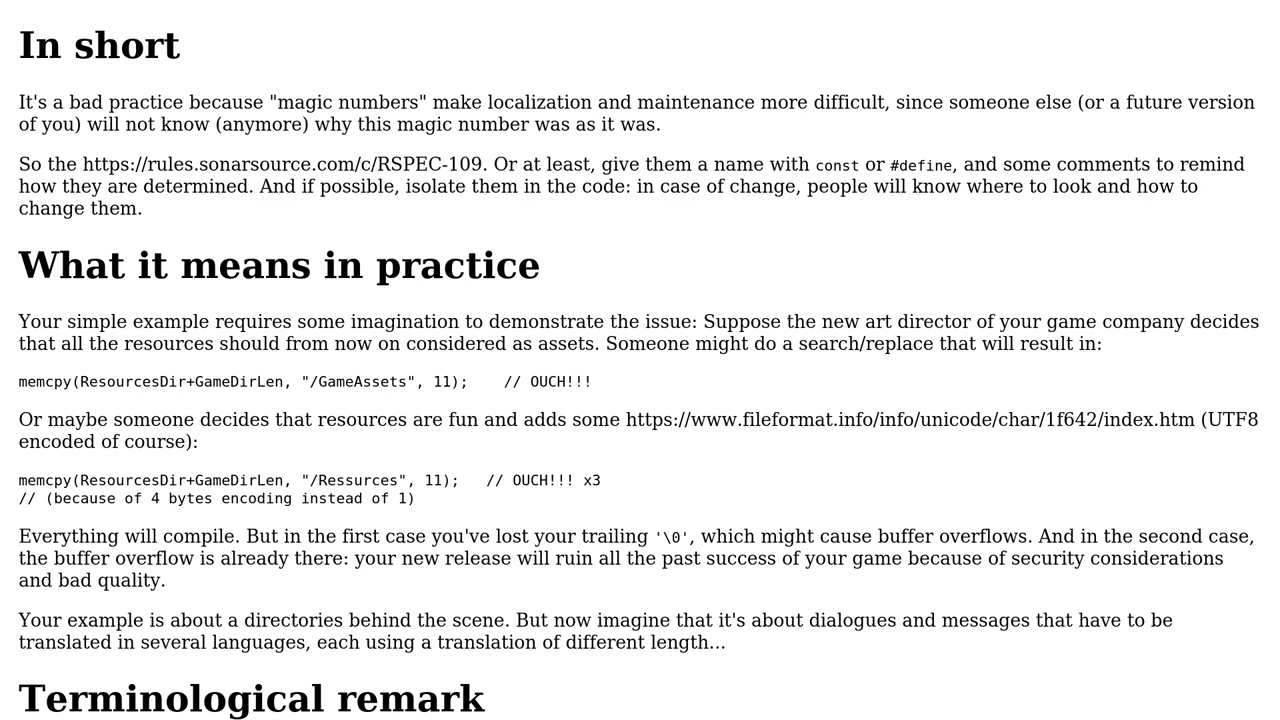 In short
It's a bad practice because "magic numbers" make localization and maintenance more difficult, since someone else (or a future version
of you) will not know (anymore) why this magic number was as it was.
So the https://rules.sonarsource.com/c/RSPEC-109. Or at least, give them a name with const or #define, and some comments to remind
how they are determined. And if possible, isolate them in the code: in case of change, people will know where to look and how to
change them.
What it means in practice
Your simple example requires some imagination to demonstrate the issue: Suppose the new art director of your game company decides
that all the resources should from now on considered as assets. Someone might do a search/replace that will result in:
memcpy(ResourcesDir+GameDirLen, "/GameAssets", 11);    // OUCH!!!
Or maybe someone decides that resources are fun and adds some https://www.fileformat.info/info/unicode/char/1f642/index.htm (UTF8
encoded of course):
memcpy(ResourcesDir+GameDirLen, "/Ressurces", 11);   // OUCH!!! x3
// (because of 4 bytes encoding instead of 1)
Everything will compile. But in the first case you've lost your trailing '\0', which might cause buffer overflows. And in the second case,
the buffer overflow is already there: your new release will ruin all the past success of your game because of security considerations
and bad quality.
Your example is about a directories behind the scene. But now imagine that it's about dialogues and messages that have to be
translated in several languages, each using a translation of different length...
Terminological remark